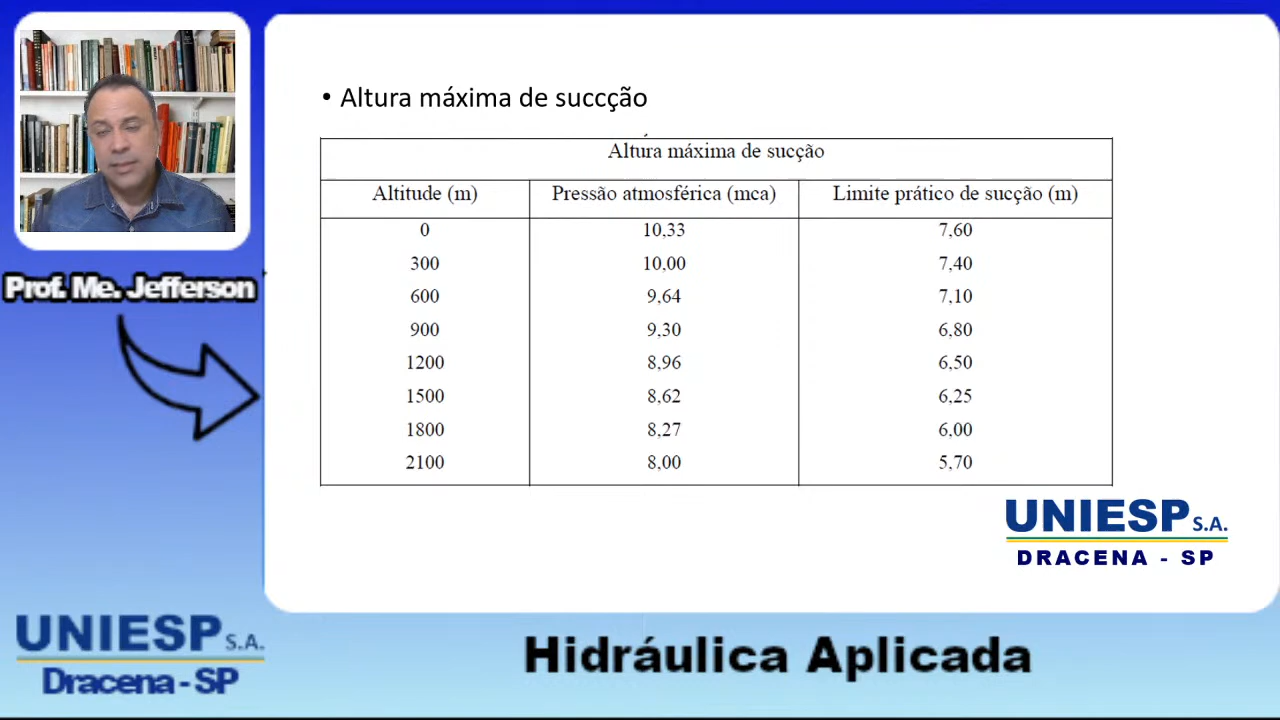 • Altura máxima de succção
Altura máxima de sucção
Altitude (m) Pressão atmosférica (mca) Limite prático de sucção (m)
0 10,33 7,60
300 10,00 7,40
600 9,64 7,10
900 9,30 6,80
1200 8,96 6,50
1500 8,62 6,25
1800 8,27 6,00
2100 8,00 5,70
Prof. Me. Jefferson
UNIESP S.A.
DRACENA - SP
UNIESP S.A.
Dracena - SP
Hidráulica Aplicada